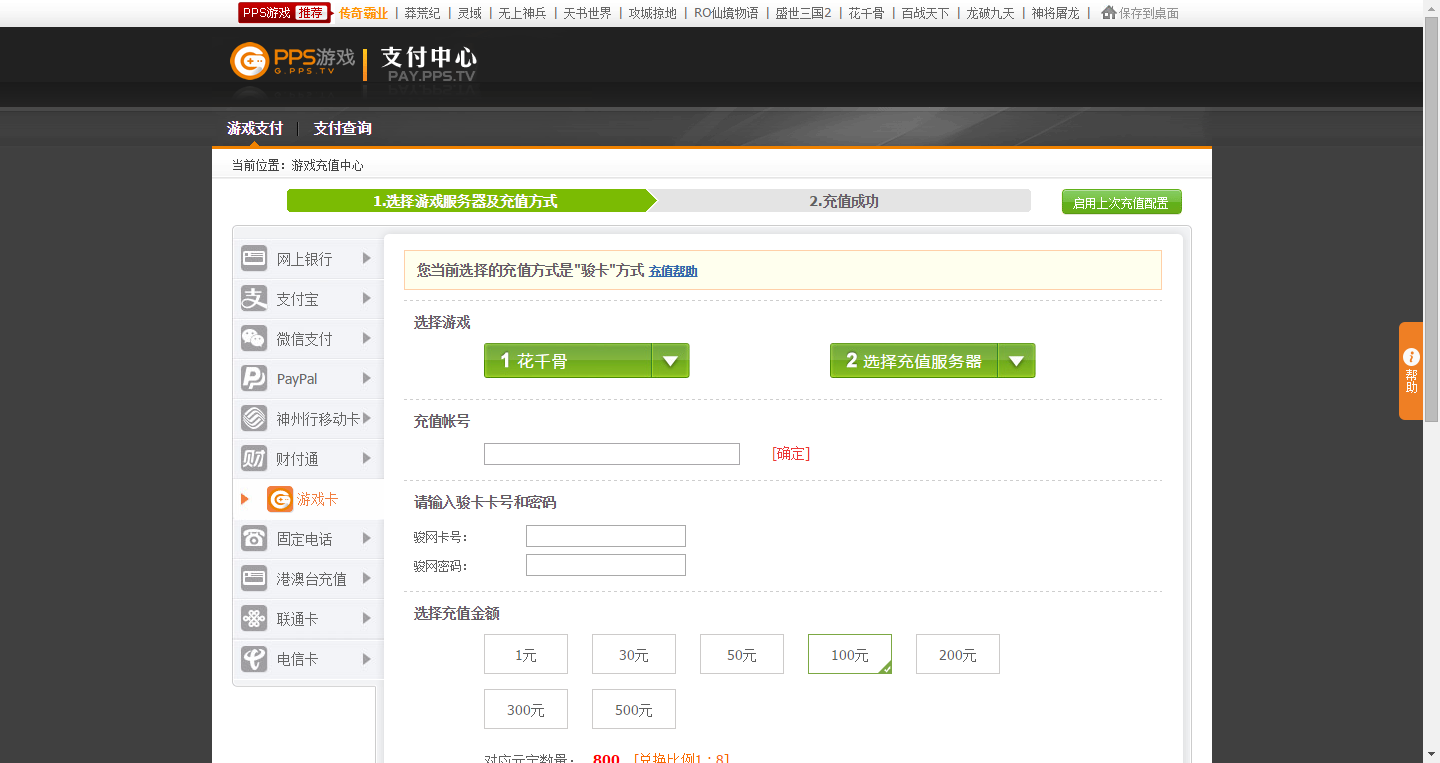 PPS游戏 推荐 传奇霸业 | 莽荒纪 | 灵域 | 无上神兵 | 天书世界 | 攻城掠地 | RO仙境物语 | 盛世三国2 | 花千骨 | 百战天下 | 龙破九天 | 神将屠龙 | 保存到桌面
PPS游戏 支付中心
G.PPS.TV PAY.PPS.TV
游戏支付 | 支付查询
当前位置：游戏充值中心
1.选择游戏服务器及充值方式 2.充值成功 启用上次充值配置
网上银行
支付宝
微信支付
PayPal
神州行移动卡
财付通
游戏卡
固定电话
港澳台充值
联通卡
电信卡
您当前选择的充值方式是"骏卡"方式 充值帮助
选择游戏
1 花千骨 2 选择充值服务器
充值帐号
[确定]
请输入骏卡卡号和密码
骏网卡号：
骏网密码：
选择充值金额
1元 30元 50元 100元 200元
300元 500元
对应元宝数量： 800 [兑换比例1：8]
帮助